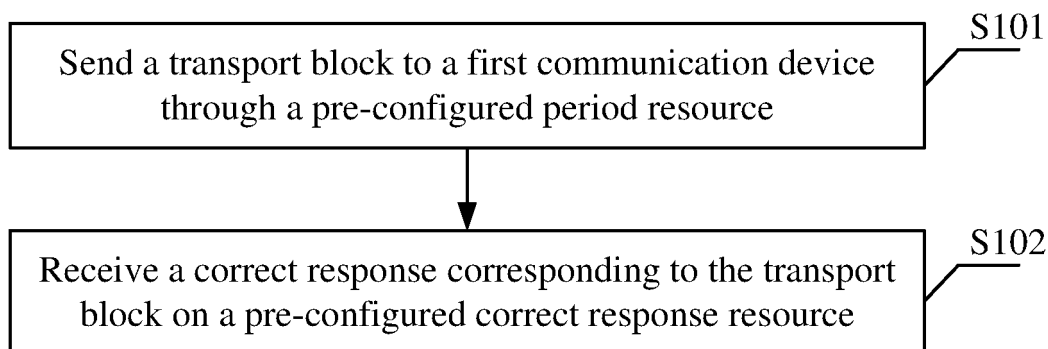 S101
Send a transport block to a first communication device
through a pre-configured period resource
S102
Receive a correct response corresponding to the transport
block on a pre-configured correct response resource